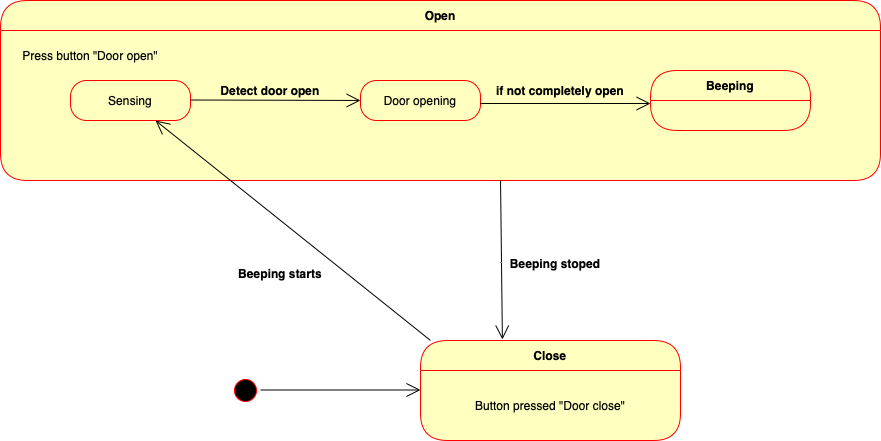 Open
Press button "Door open"
Sensing
Detect door open
Door opening
if not completely open
Beeping
Beeping starts
Beeping stoped
Close
Button pressed "Door close"